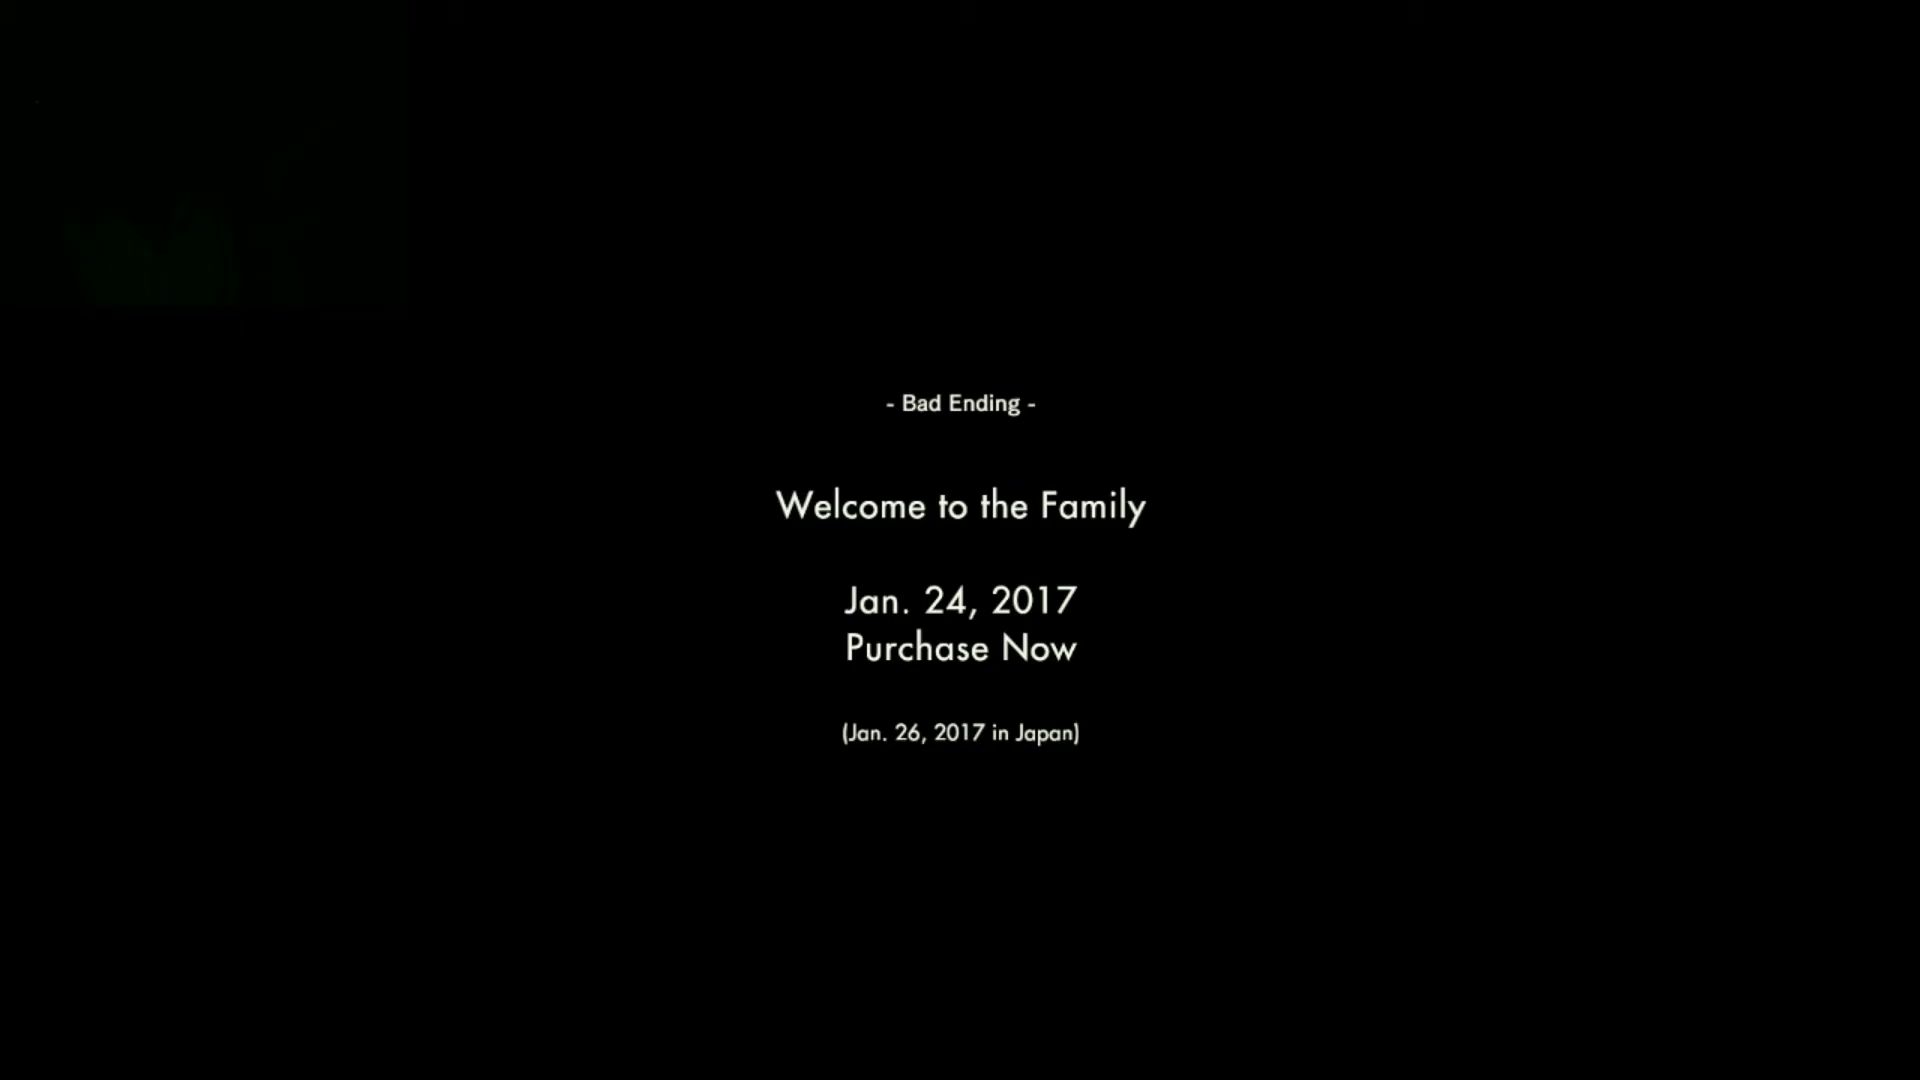 - Bad Ending -
Welcome to the Family
Jan. 24, 2017
Purchase Now
(Jan. 26, 2017 in Japan)